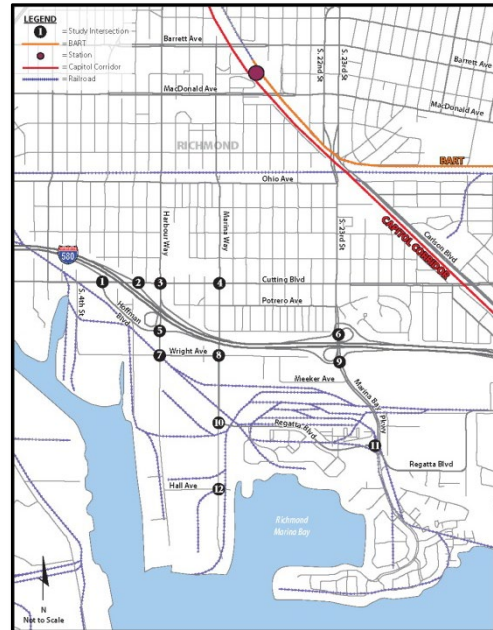 LEGEND
1 = Study Intersection
= BART
= Station
= Capitol Corridor
= Railroad
Barrett Ave
S. 22nd St
S. 23rd St
Barrett Ave
MacDonald Ave
MacDonald Ave
RICHMOND
BART
Ohio Ave
Harbour Way
Marina Way
S. 23rd St
Carlson Blvd
CAPITOL CORRIDOR
580
1
2
3
4
Cutting Blvd
S. 4th St
Hoffman Blvd
Potrero Ave
5
6
7
Wright Ave
8
9
Meeker Ave
Marina Bay Pkwy
10
Regatta Blvd
11
Regatta Blvd
Hall Ave
12
Richmond
Marina Bay
N
Not to Scale